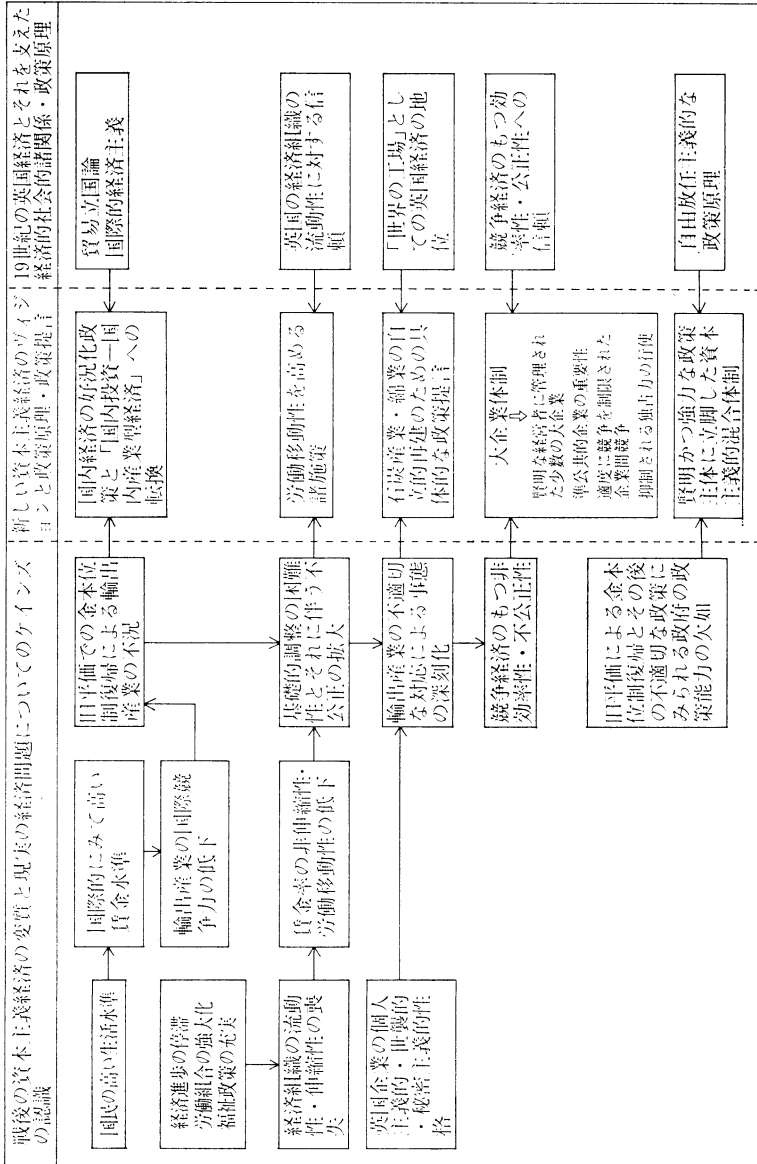 戦後の資本主義経済の変質と現実の経済問題についてのケインズ
の認識
新しい資本主義経済のヴィジ
ョンと政策原理・政策提言
19世紀の英国経済とそれを支えた
経済的社会的諸関係・政策原理
国民の高い生活水準
国際的にみて高い
賃金水準
輸出産業の国際競
争力の低下
旧平価での金本位
制復帰による輸出
産業の不況
国内経済の好況化政
策と「国内投資―国
内産業型経済」への
転換
貿易立国論
国際的経済主義
経済進歩の停滞
労働組合の強大化
福祉政策の充実
経済組織の流動
性・伸縮性の喪
失
賃金率の非伸縮性・
労働移動性の低下
基礎的調整の困難
性とそれに伴う不
公正の拡大
労働移動性を高める
諸施策
英国の経済組織の
流動性に対する信
頼
英国企業の個人
主義的・世襲的
・秘密主義的性
格
輸出産業の不適切
な対応による事態
の深刻化
石炭産業・綿業の自
立的再建のための具
体的な政策提言
「世界の工場」とし
ての英国経済の地
位
競争経済のもつ非
効率性・不公正性
大企業体制
⇩
賢明な経営者に管理され
た少数の大企業
準公共的企業の重要性
適度に競争を制限された
企業間競争
抑制される独占力の行使
競争経済のもつ効
率性・公正性への
信頼
旧平価による金本
位制復帰とその後
の不適切な政策に
みられる政府の政
策能力の欠如
賢明かつ強力な政策
主体に立脚した資本
主義的混合体制
自由放任主義的な
政策原理